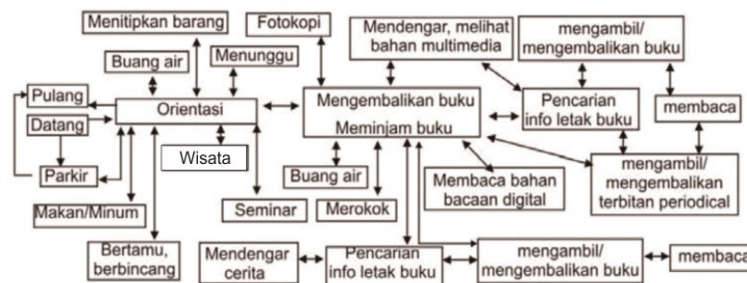 Menitipkan barang
Fotokopi
Mendengar, melihat
bahan multimedia
mengambil/
mengembalikan buku
Buang air
Menunggu
Pulang
Orientasi
Mengembalikan buku
Meminjam buku
Pencarian
info letak buku
membaca
Datang
Wisata
Parkir
Buang air
Membaca bahan
bacaan digital
mengambil/
mengembalikan
terbitan periodical
Makan/Minum
Seminar
Merokok
Bertamu,
berbincang
Mendengar
cerita
Pencarian
info letak buku
mengambil/
mengembalikan buku
membaca